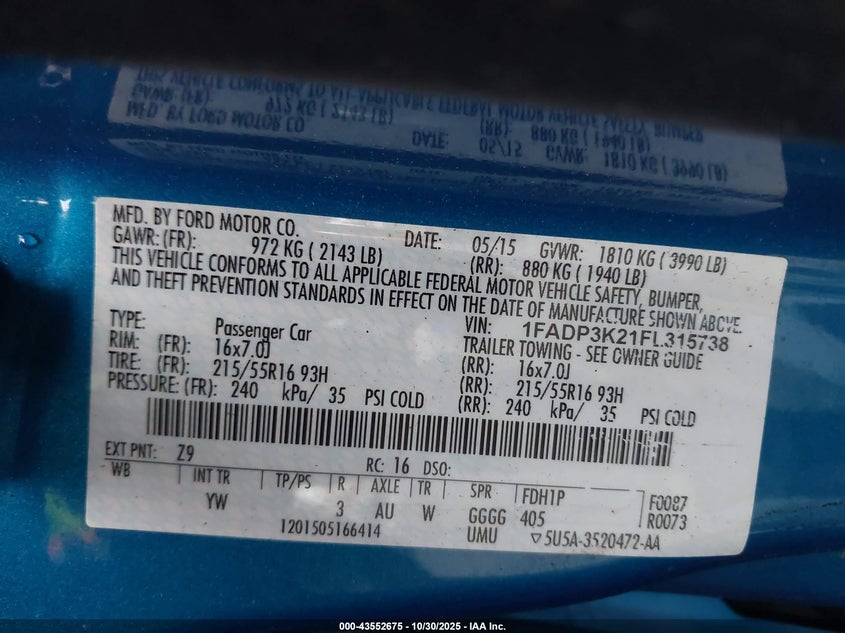 MFD. BY FORD MOTOR CO. DATE: 05/15 GVWR: 1810 KG ( 3990 LB)
GAWR: (FR): 972 KG ( 2143 LB) (RR): 880 KG ( 1940 LB)
THIS VEHICLE CONFORMS TO ALL APPLICABLE FEDERAL MOTOR VEHICLE SAFETY, BUMPER,
AND THEFT PREVENTION STANDARDS IN EFFECT ON THE DATE OF MANUFACTURE SHOWN ABOVE.
VIN: 1FADP3K21FL315738
TYPE: Passenger Car TRAILER TOWING - SEE OWNER GUIDE
RIM: (FR): 16x7.0J (RR): 16x7.0J
TIRE: (FR): 215/55R16 93H (RR): 215/55R16 93H
PRESSURE: (FR): 240 kPa/ 35 PSI COLD (RR): 240 kPa/ 35 PSI COLD
EXT PNT: Z9 RC: 16 DSO:
WB INT TR TP/PS R AXLE TR SPR FDH1P F0087
YW 3 AU W GGGG 405 R0073
1201505166414 UMU ▽5U5A-3520472-AA
000-43552675 | 10/30/2025 - IAA Inc.